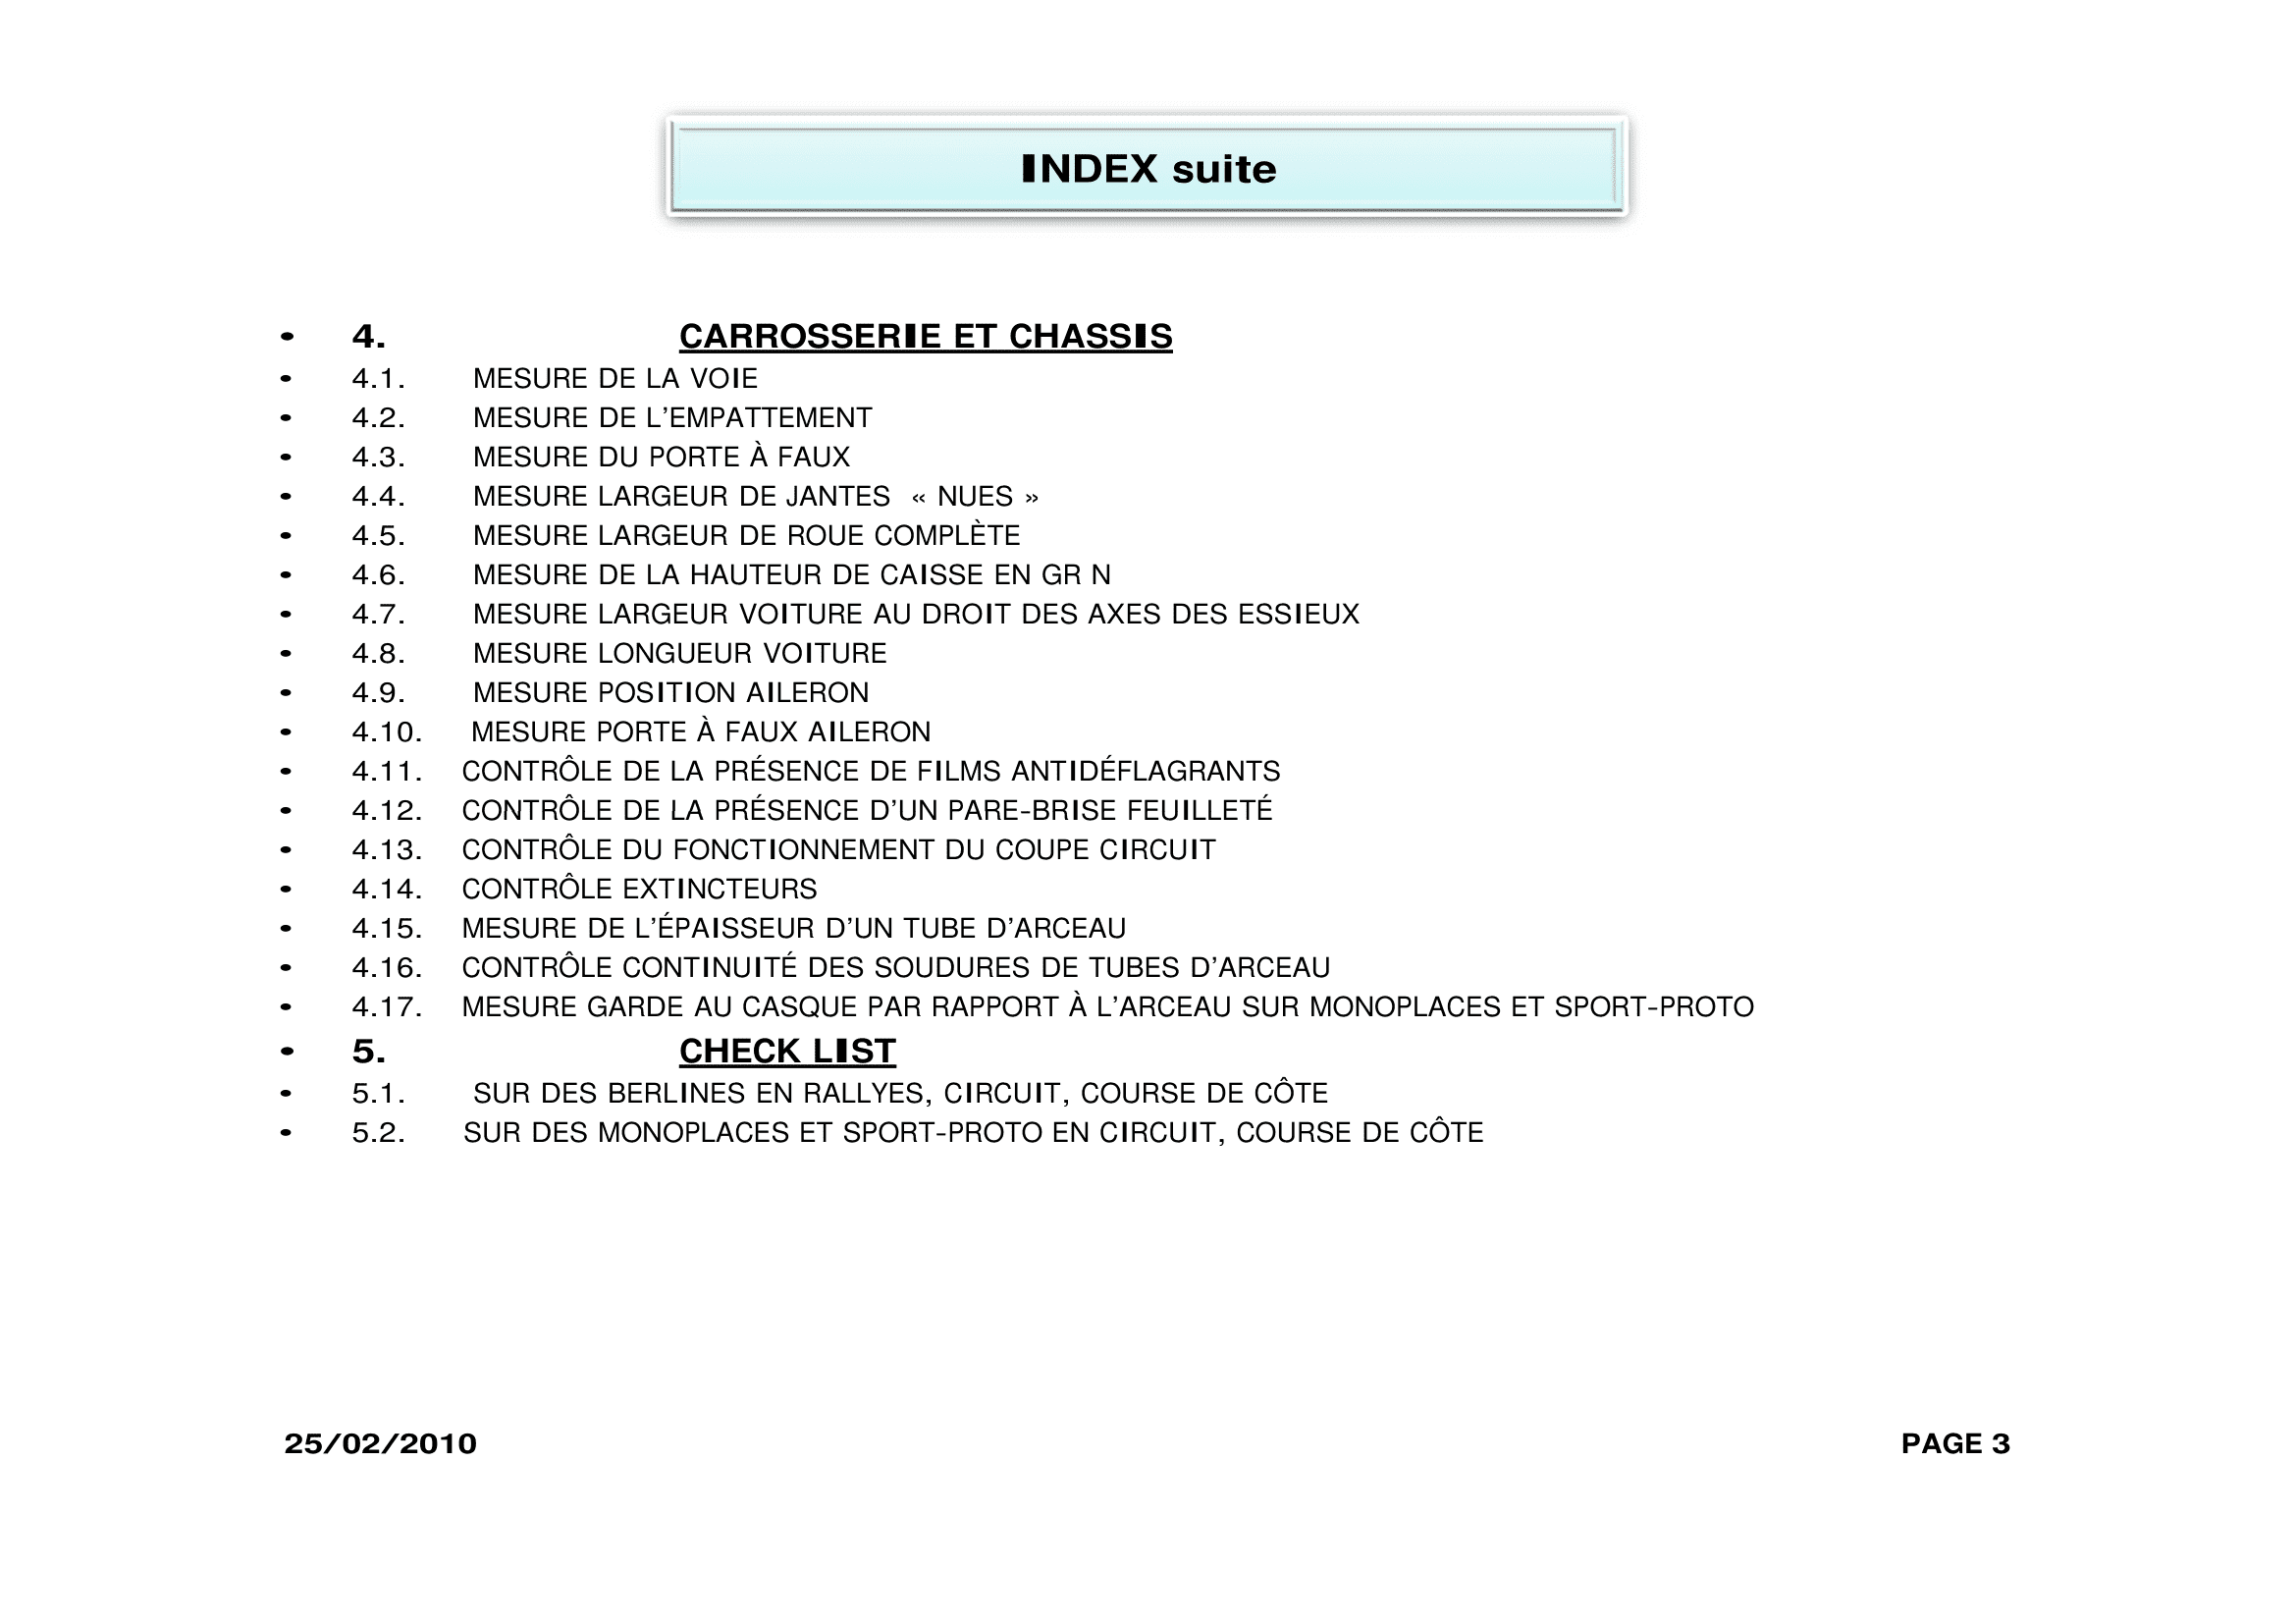 INDEX suite
• 4. CARROSSERIE ET CHASSIS
• 4.1. MESURE DE LA VOIE
• 4.2. MESURE DE L’EMPATTEMENT
• 4.3. MESURE DU PORTE À FAUX
• 4.4. MESURE LARGEUR DE JANTES « NUES »
• 4.5. MESURE LARGEUR DE ROUE COMPLÈTE
• 4.6. MESURE DE LA HAUTEUR DE CAISSE EN GR N
• 4.7. MESURE LARGEUR VOITURE AU DROIT DES AXES DES ESSIEUX
• 4.8. MESURE LONGUEUR VOITURE
• 4.9. MESURE POSITION AILERON
• 4.10. MESURE PORTE À FAUX AILERON
• 4.11. CONTRÔLE DE LA PRÉSENCE DE FILMS ANTIDÉFLAGRANTS
• 4.12. CONTRÔLE DE LA PRÉSENCE D’UN PARE-BRISE FEUILLETÉ
• 4.13. CONTRÔLE DU FONCTIONNEMENT DU COUPE CIRCUIT
• 4.14. CONTRÔLE EXTINCTEURS
• 4.15. MESURE DE L’ÉPAISSEUR D’UN TUBE D’ARCEAU
• 4.16. CONTRÔLE CONTINUITÉ DES SOUDURES DE TUBES D’ARCEAU
• 4.17. MESURE GARDE AU CASQUE PAR RAPPORT À L’ARCEAU SUR MONOPLACES ET SPORT-PROTO
• 5. CHECK LIST
• 5.1. SUR DES BERLINES EN RALLYES, CIRCUIT, COURSE DE CÔTE
• 5.2. SUR DES MONOPLACES ET SPORT-PROTO EN CIRCUIT, COURSE DE CÔTE
25/02/2010 PAGE 3